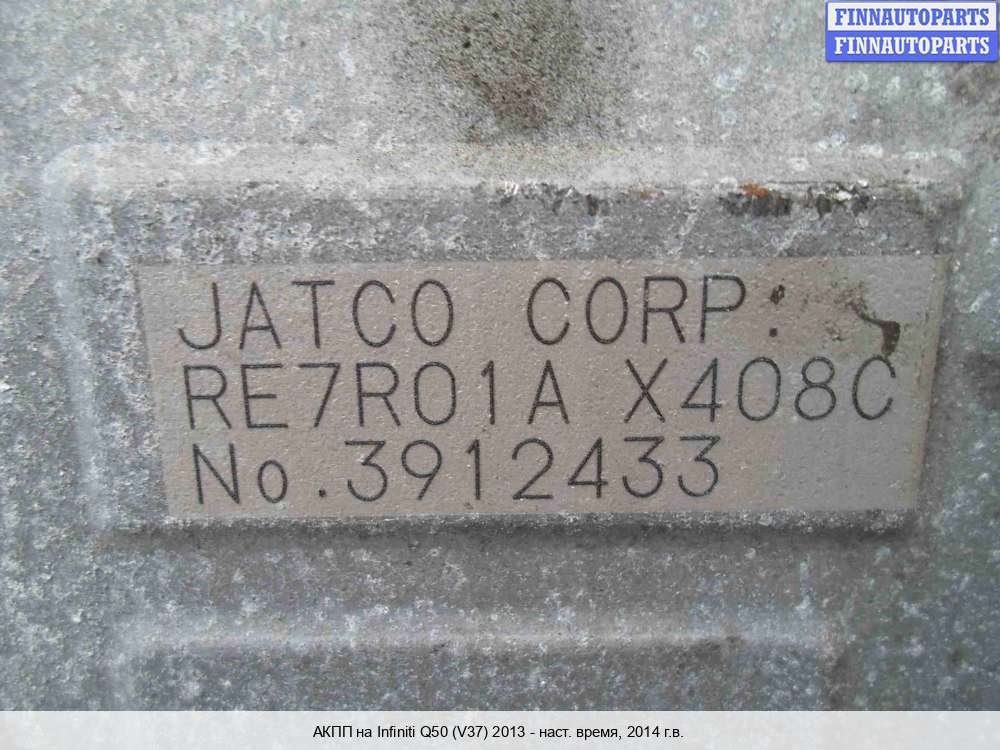 FINNAUTOPARTS
FINNAUTOPARTS
JATCO CORP.
RE7R01A X408C
No.3912433
АКПП на Infiniti Q50 (V37) 2013 - наст. время, 2014 г.в.